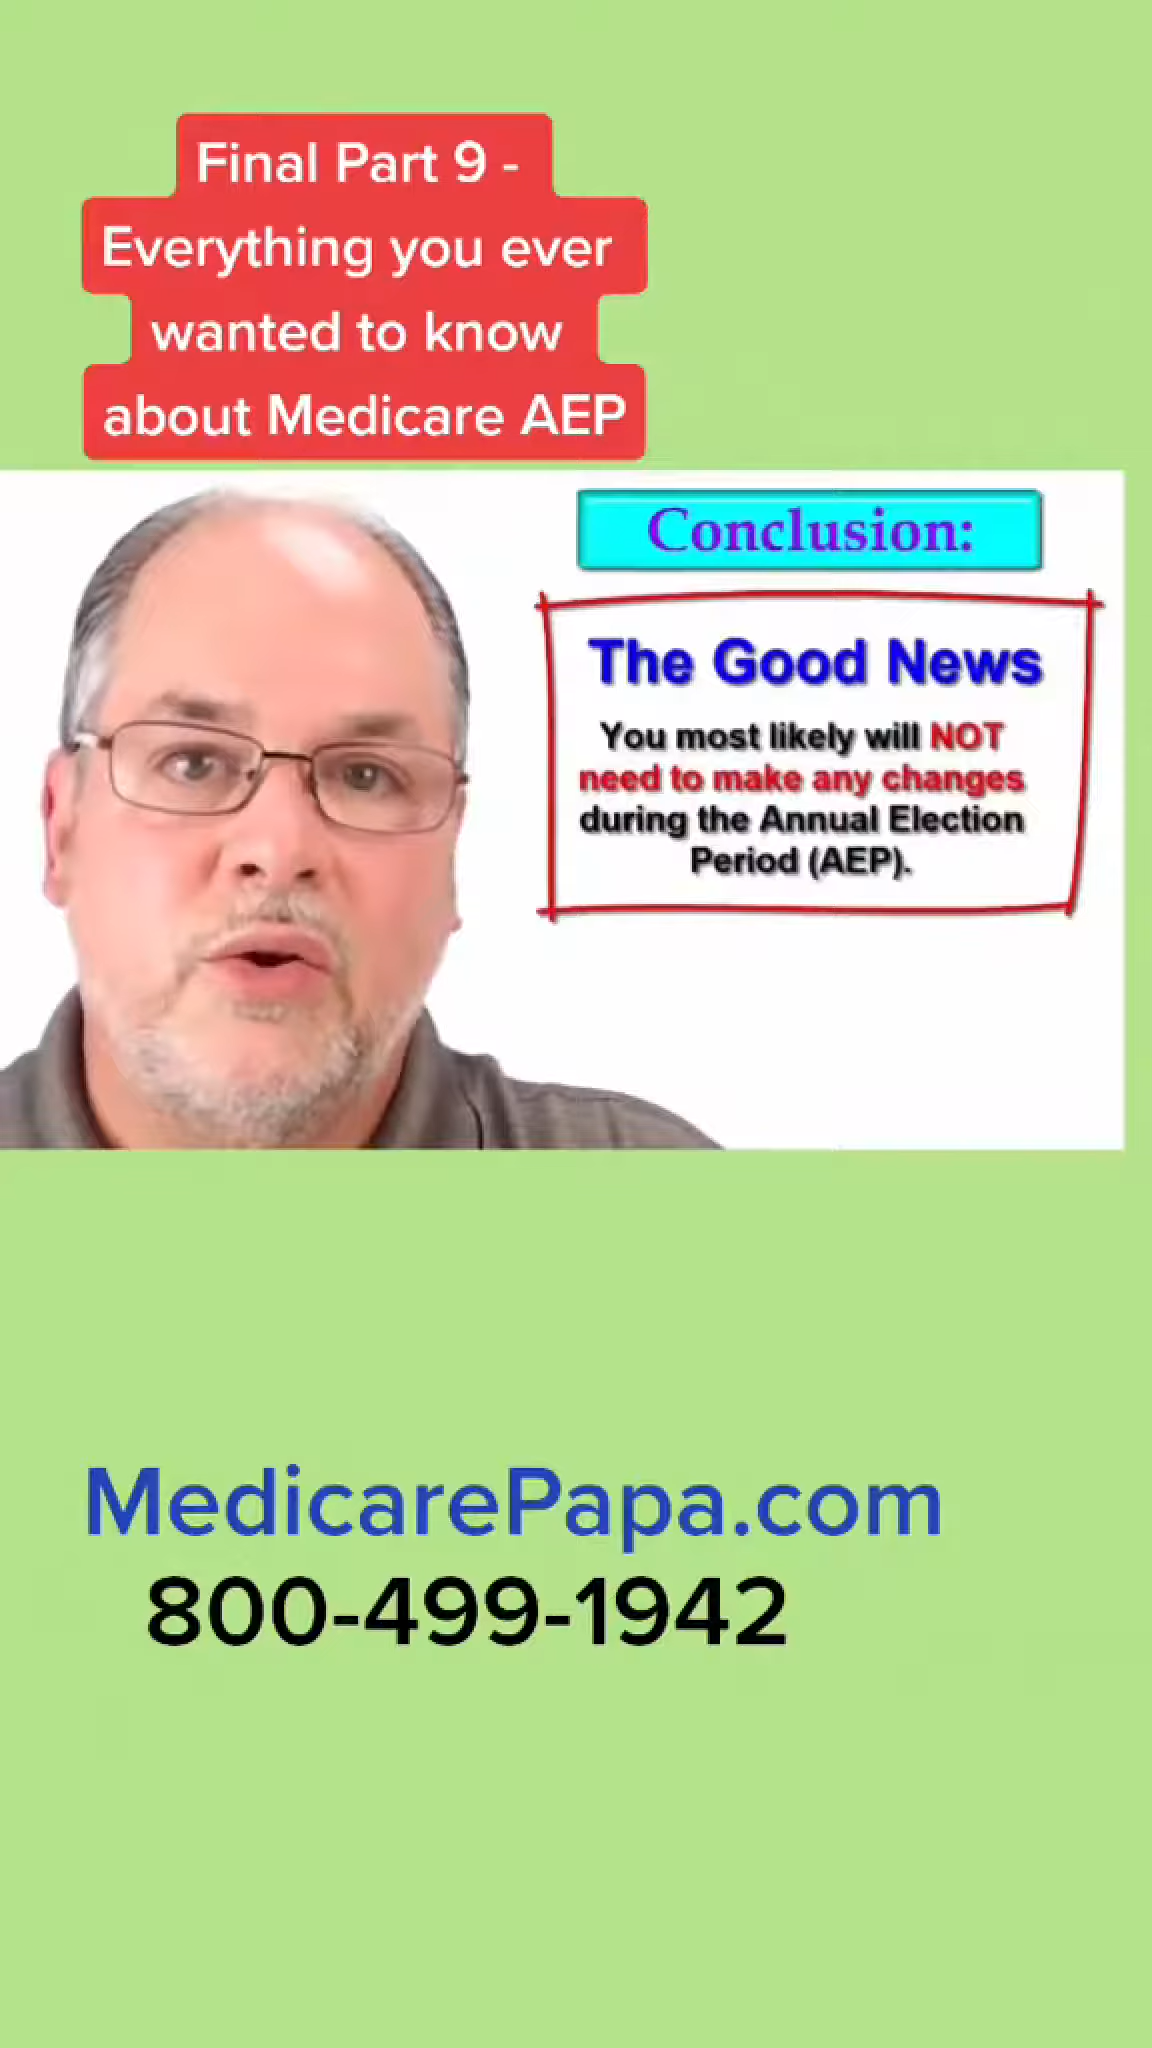 Final Part 9 -
Everything you ever
wanted to know
about Medicare AEP
Conclusion:
The Good News
You most likely will NOT
need to make any changes
during the Annual Election
Period (AEP).
MedicarePapa.com
800-499-1942